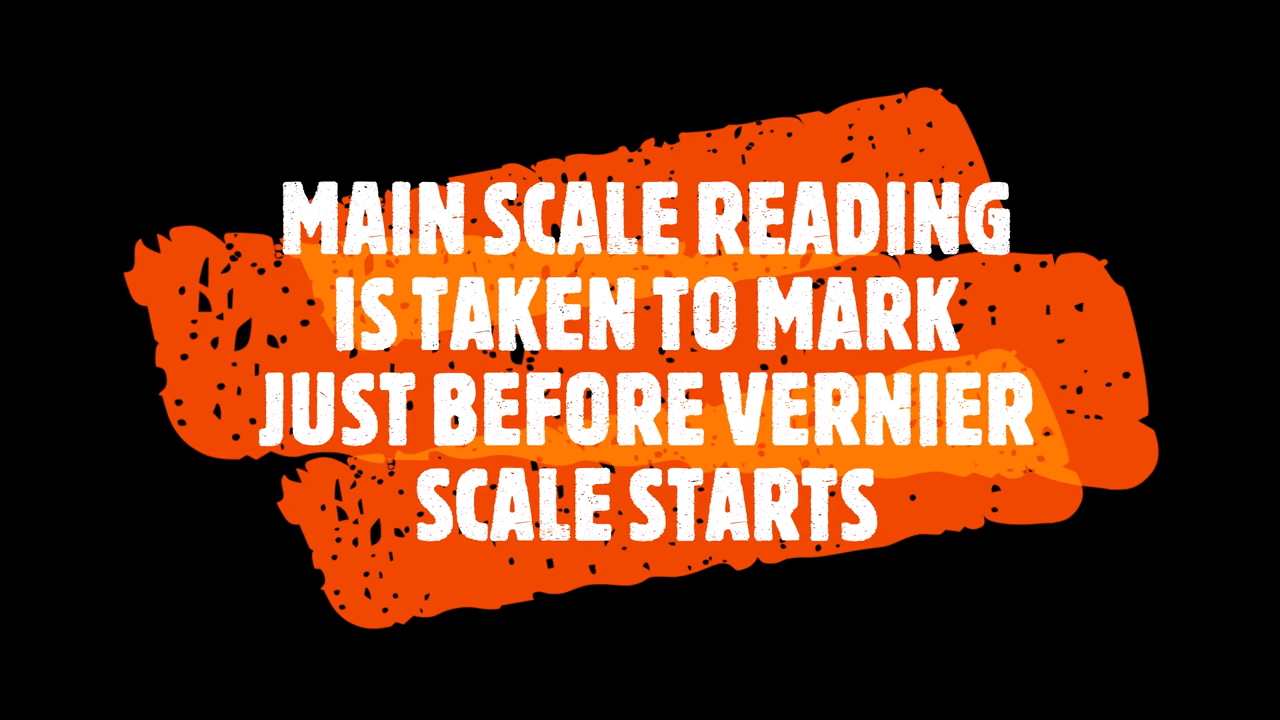 MAIN SCALE READING
IS TAKEN TO MARK
JUST BEFORE VERNIER
SCALE STARTS